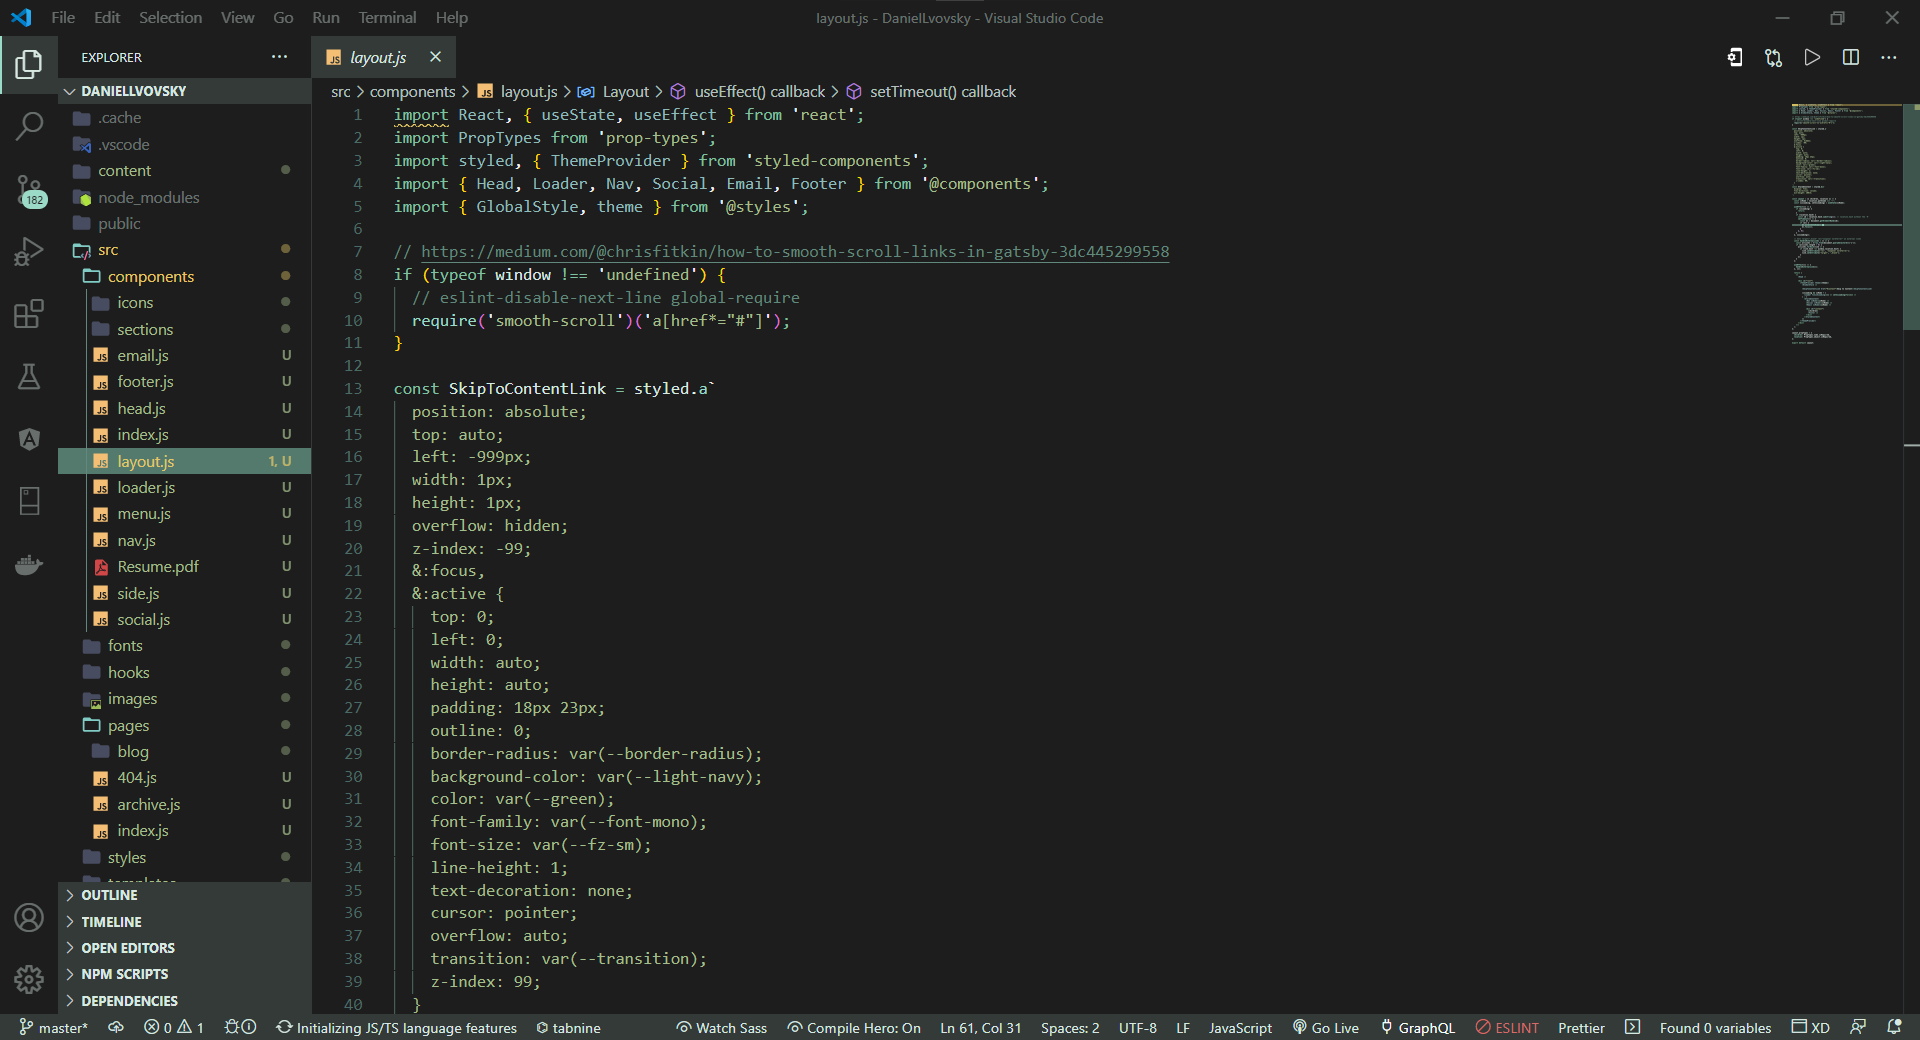 File Edit Selection View Go Run Terminal Help
layout.js - DanielLvovsky - Visual Studio Code
EXPLORER
DANIELLVOVSKY
.cache
.vscode
content
node_modules
public
src
components
icons
sections
email.js U
footer.js U
head.js U
index.js U
layout.js 1, U
loader.js U
menu.js U
nav.js U
Resume.pdf U
side.js U
social.js U
fonts
hooks
images
pages
blog
404.js U
archive.js U
index.js U
styles
templates
OUTLINE
TIMELINE
OPEN EDITORS
NPM SCRIPTS
DEPENDENCIES
182
layout.js
src > components > layout.js > Layout > useEffect() callback > setTimeout() callback
1 import React, { useState, useEffect } from 'react';
2 import PropTypes from 'prop-types';
3 import styled, { ThemeProvider } from 'styled-components';
4 import { Head, Loader, Nav, Social, Email, Footer } from '@components';
5 import { GlobalStyle, theme } from '@styles';
6
7 // https://medium.com/@chrisfitkin/how-to-smooth-scroll-links-in-gatsby-3dc445299558
8 if (typeof window !== 'undefined') {
9 // eslint-disable-next-line global-require
10 require('smooth-scroll')('a[href*="#"]');
11 }
12
13 const SkipToContentLink = styled.a`
14 position: absolute;
15 top: auto;
16 left: -999px;
17 width: 1px;
18 height: 1px;
19 overflow: hidden;
20 z-index: -99;
21 &:focus,
22 &:active {
23 top: 0;
24 left: 0;
25 width: auto;
26 height: auto;
27 padding: 18px 23px;
28 outline: 0;
29 border-radius: var(--border-radius);
30 background-color: var(--light-navy);
31 color: var(--green);
32 font-family: var(--font-mono);
33 font-size: var(--fz-sm);
34 line-height: 1;
35 text-decoration: none;
36 cursor: pointer;
37 overflow: auto;
38 transition: var(--transition);
39 z-index: 99;
40 }
master* 0 1 Initializing JS/TS language features tabnine Watch Sass Compile Hero: On Ln 61, Col 31 Spaces: 2 UTF-8 LF JavaScript Go Live GraphQL ESLINT Prettier Found 0 variables XD